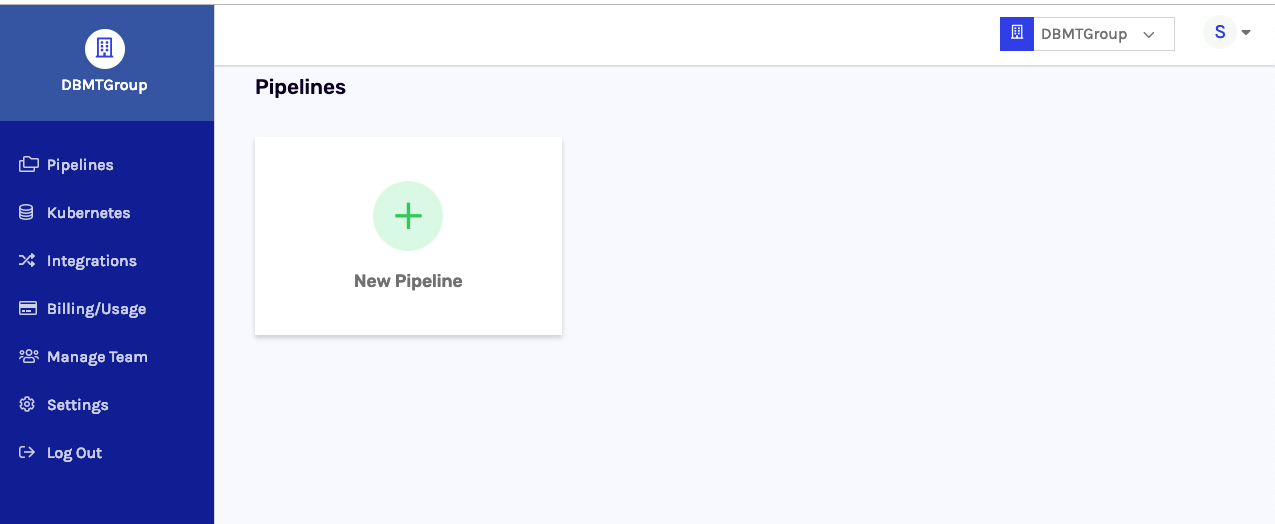 DBMTGroup
Pipelines
Kubernetes
Integrations
Billing/Usage
Manage Team
Settings
Log Out
DBMTGroup
S
Pipelines
New Pipeline